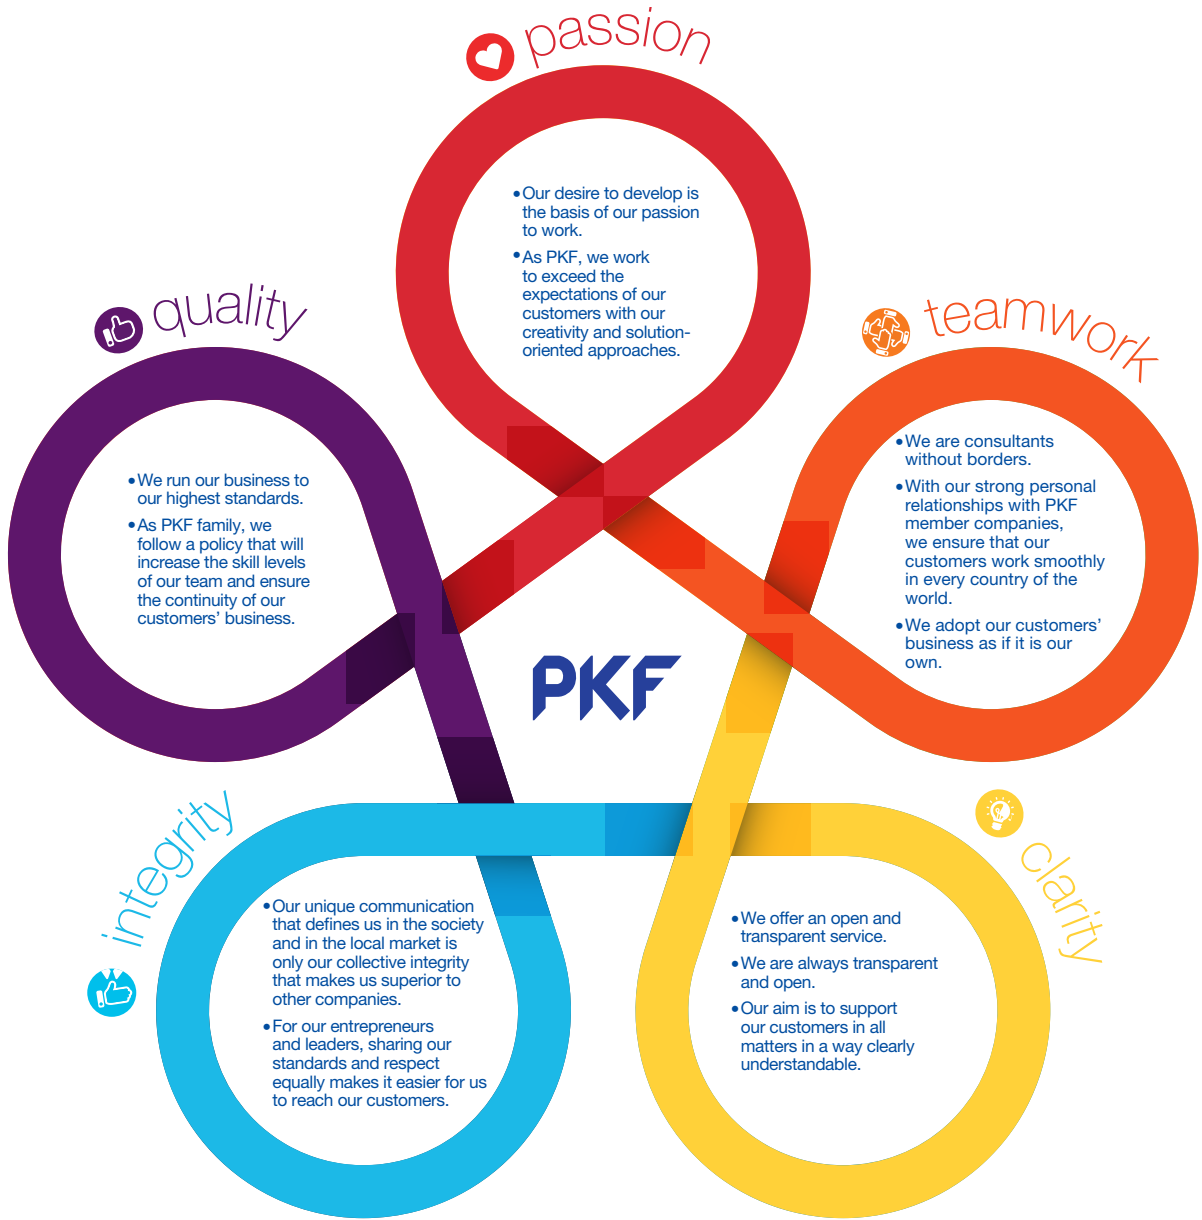 passion
• Our desire to develop is
the basis of our passion
to work.
• As PKF, we work
to exceed the
expectations of our
customers with our
creativity and solution-
oriented approaches.
quality
• We run our business to
our highest standards.
• As PKF family, we
follow a policy that will
increase the skill levels
of our team and ensure
the continuity of our
customers’ business.
teamwork
• We are consultants
without borders.
• With our strong personal
relationships with PKF
member companies,
we ensure that our
customers work smoothly
in every country of the
world.
• We adopt our customers’
business as if it is our
own.
PKF
integrity
• Our unique communication
that defines us in the society
and in the local market is
only our collective integrity
that makes us superior to
other companies.
• For our entrepreneurs
and leaders, sharing our
standards and respect
equally makes it easier for us
to reach our customers.
clarity
• We offer an open and
transparent service.
• We are always transparent
and open.
• Our aim is to support
our customers in all
matters in a way clearly
understandable.